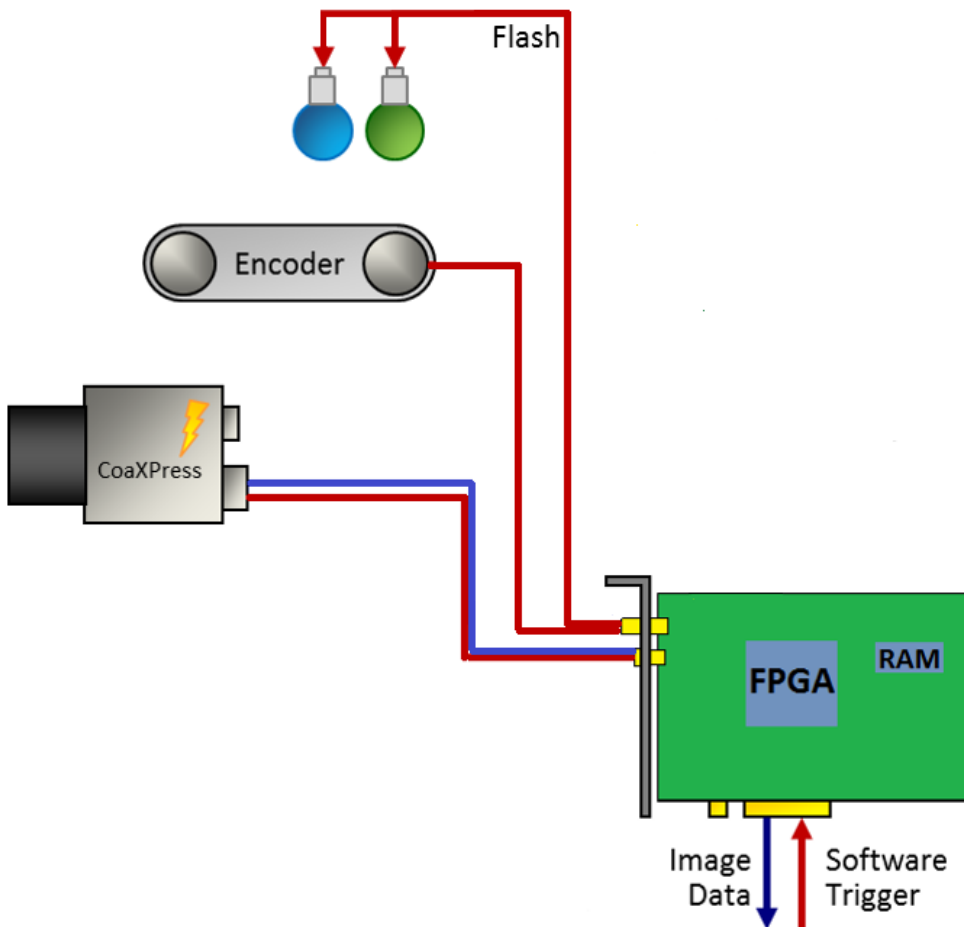 Flash
Encoder
CoaXPress
FPGA
RAM
Image
Data
Software
Trigger